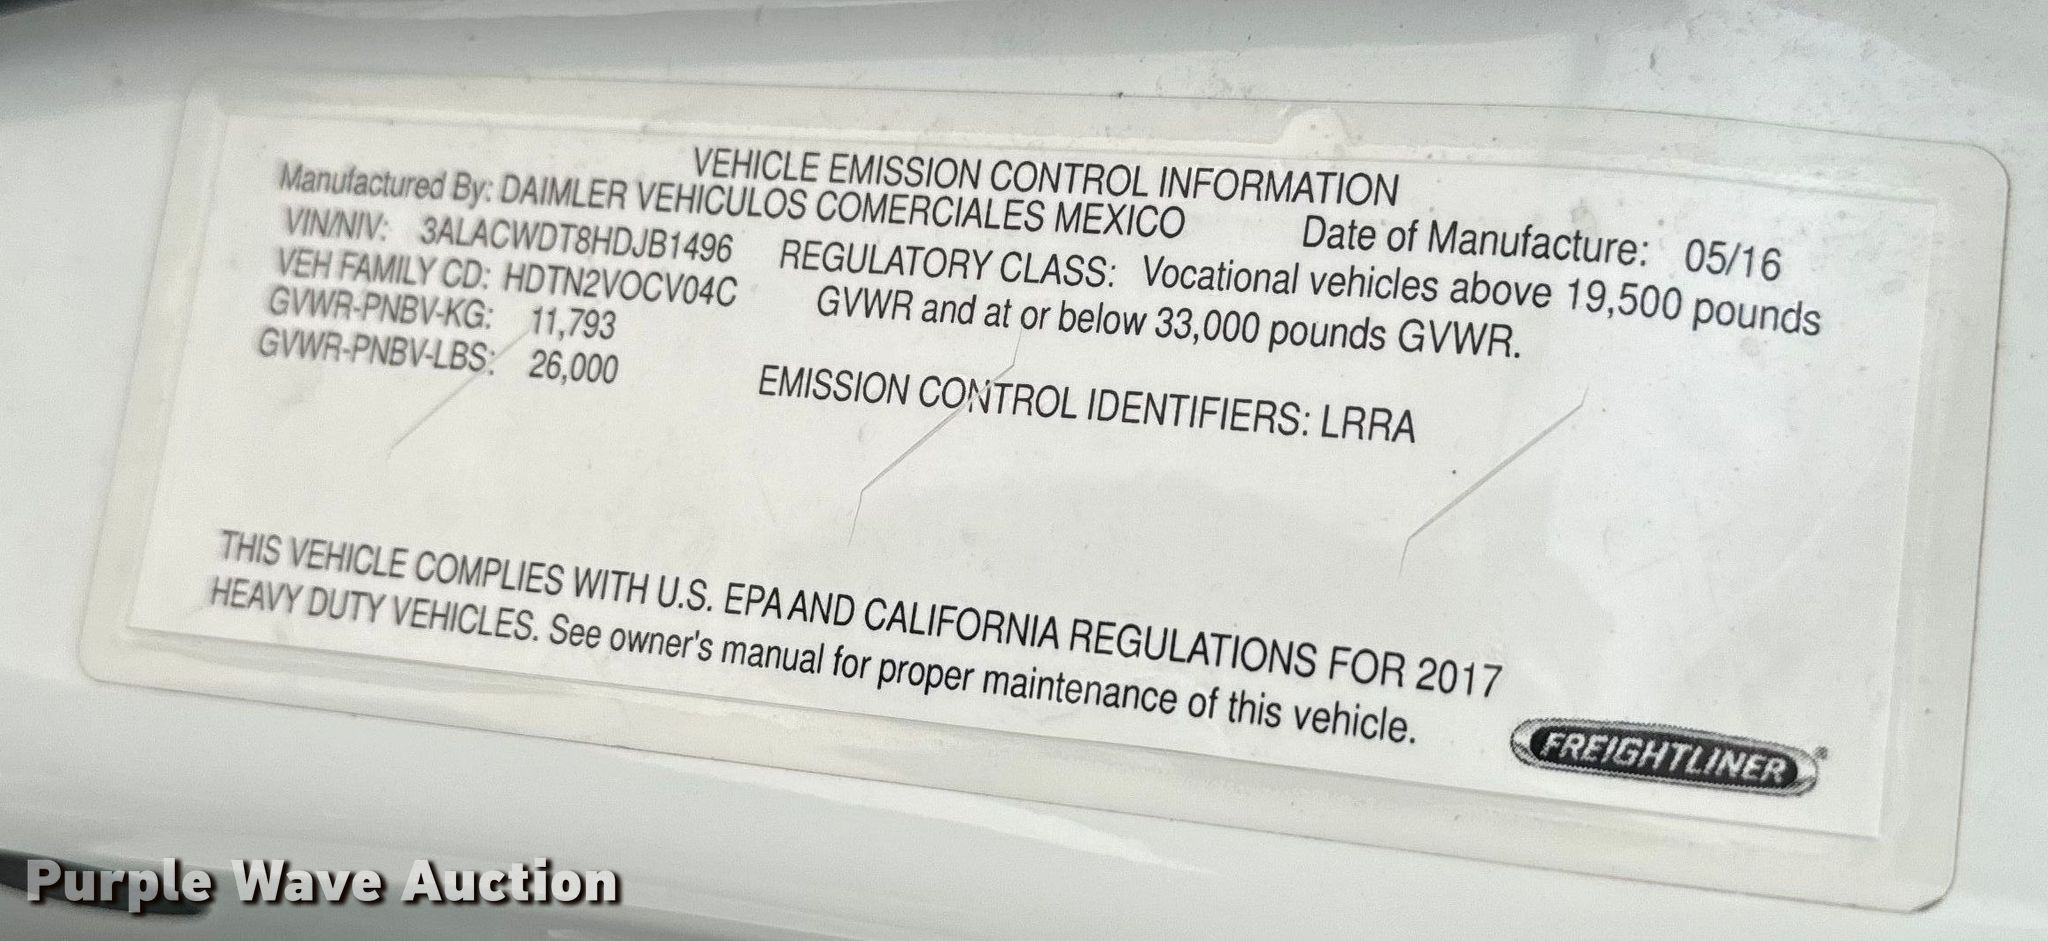 VEHICLE EMISSION CONTROL INFORMATION
Manufactured By: DAIMLER VEHICULOS COMERCIALES MEXICO Date of Manufacture: 05/16
VIN/NIV: 3ALACWDT8HDJB1496 REGULATORY CLASS: Vocational vehicles above 19,500 pounds
VEH FAMILY CD: HDTN2VOCV04C GVWR and at or below 33,000 pounds GVWR.
GVWR-PNBV-KG: 11,793
GVWR-PNBV-LBS: 26,000 EMISSION CONTROL IDENTIFIERS: LRRA
THIS VEHICLE COMPLIES WITH U.S. EPA AND CALIFORNIA REGULATIONS FOR 2017
HEAVY DUTY VEHICLES. See owner's manual for proper maintenance of this vehicle.
FREIGHTLINER®
Purple Wave Auction